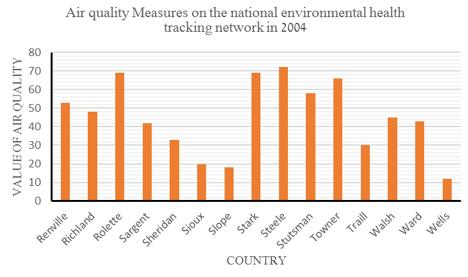 Air quality Measures on the national environmental health
tracking network in 2004
VALUE OF AIR QUALITY
80
70
60
50
40
30
20
10
0
Renville
Richland
Rolette
Sargent
Sheridan
Sioux
Slope
Stark
Steele
Stutsman
Towner
Traill
Walsh
Ward
Wells
COUNTRY